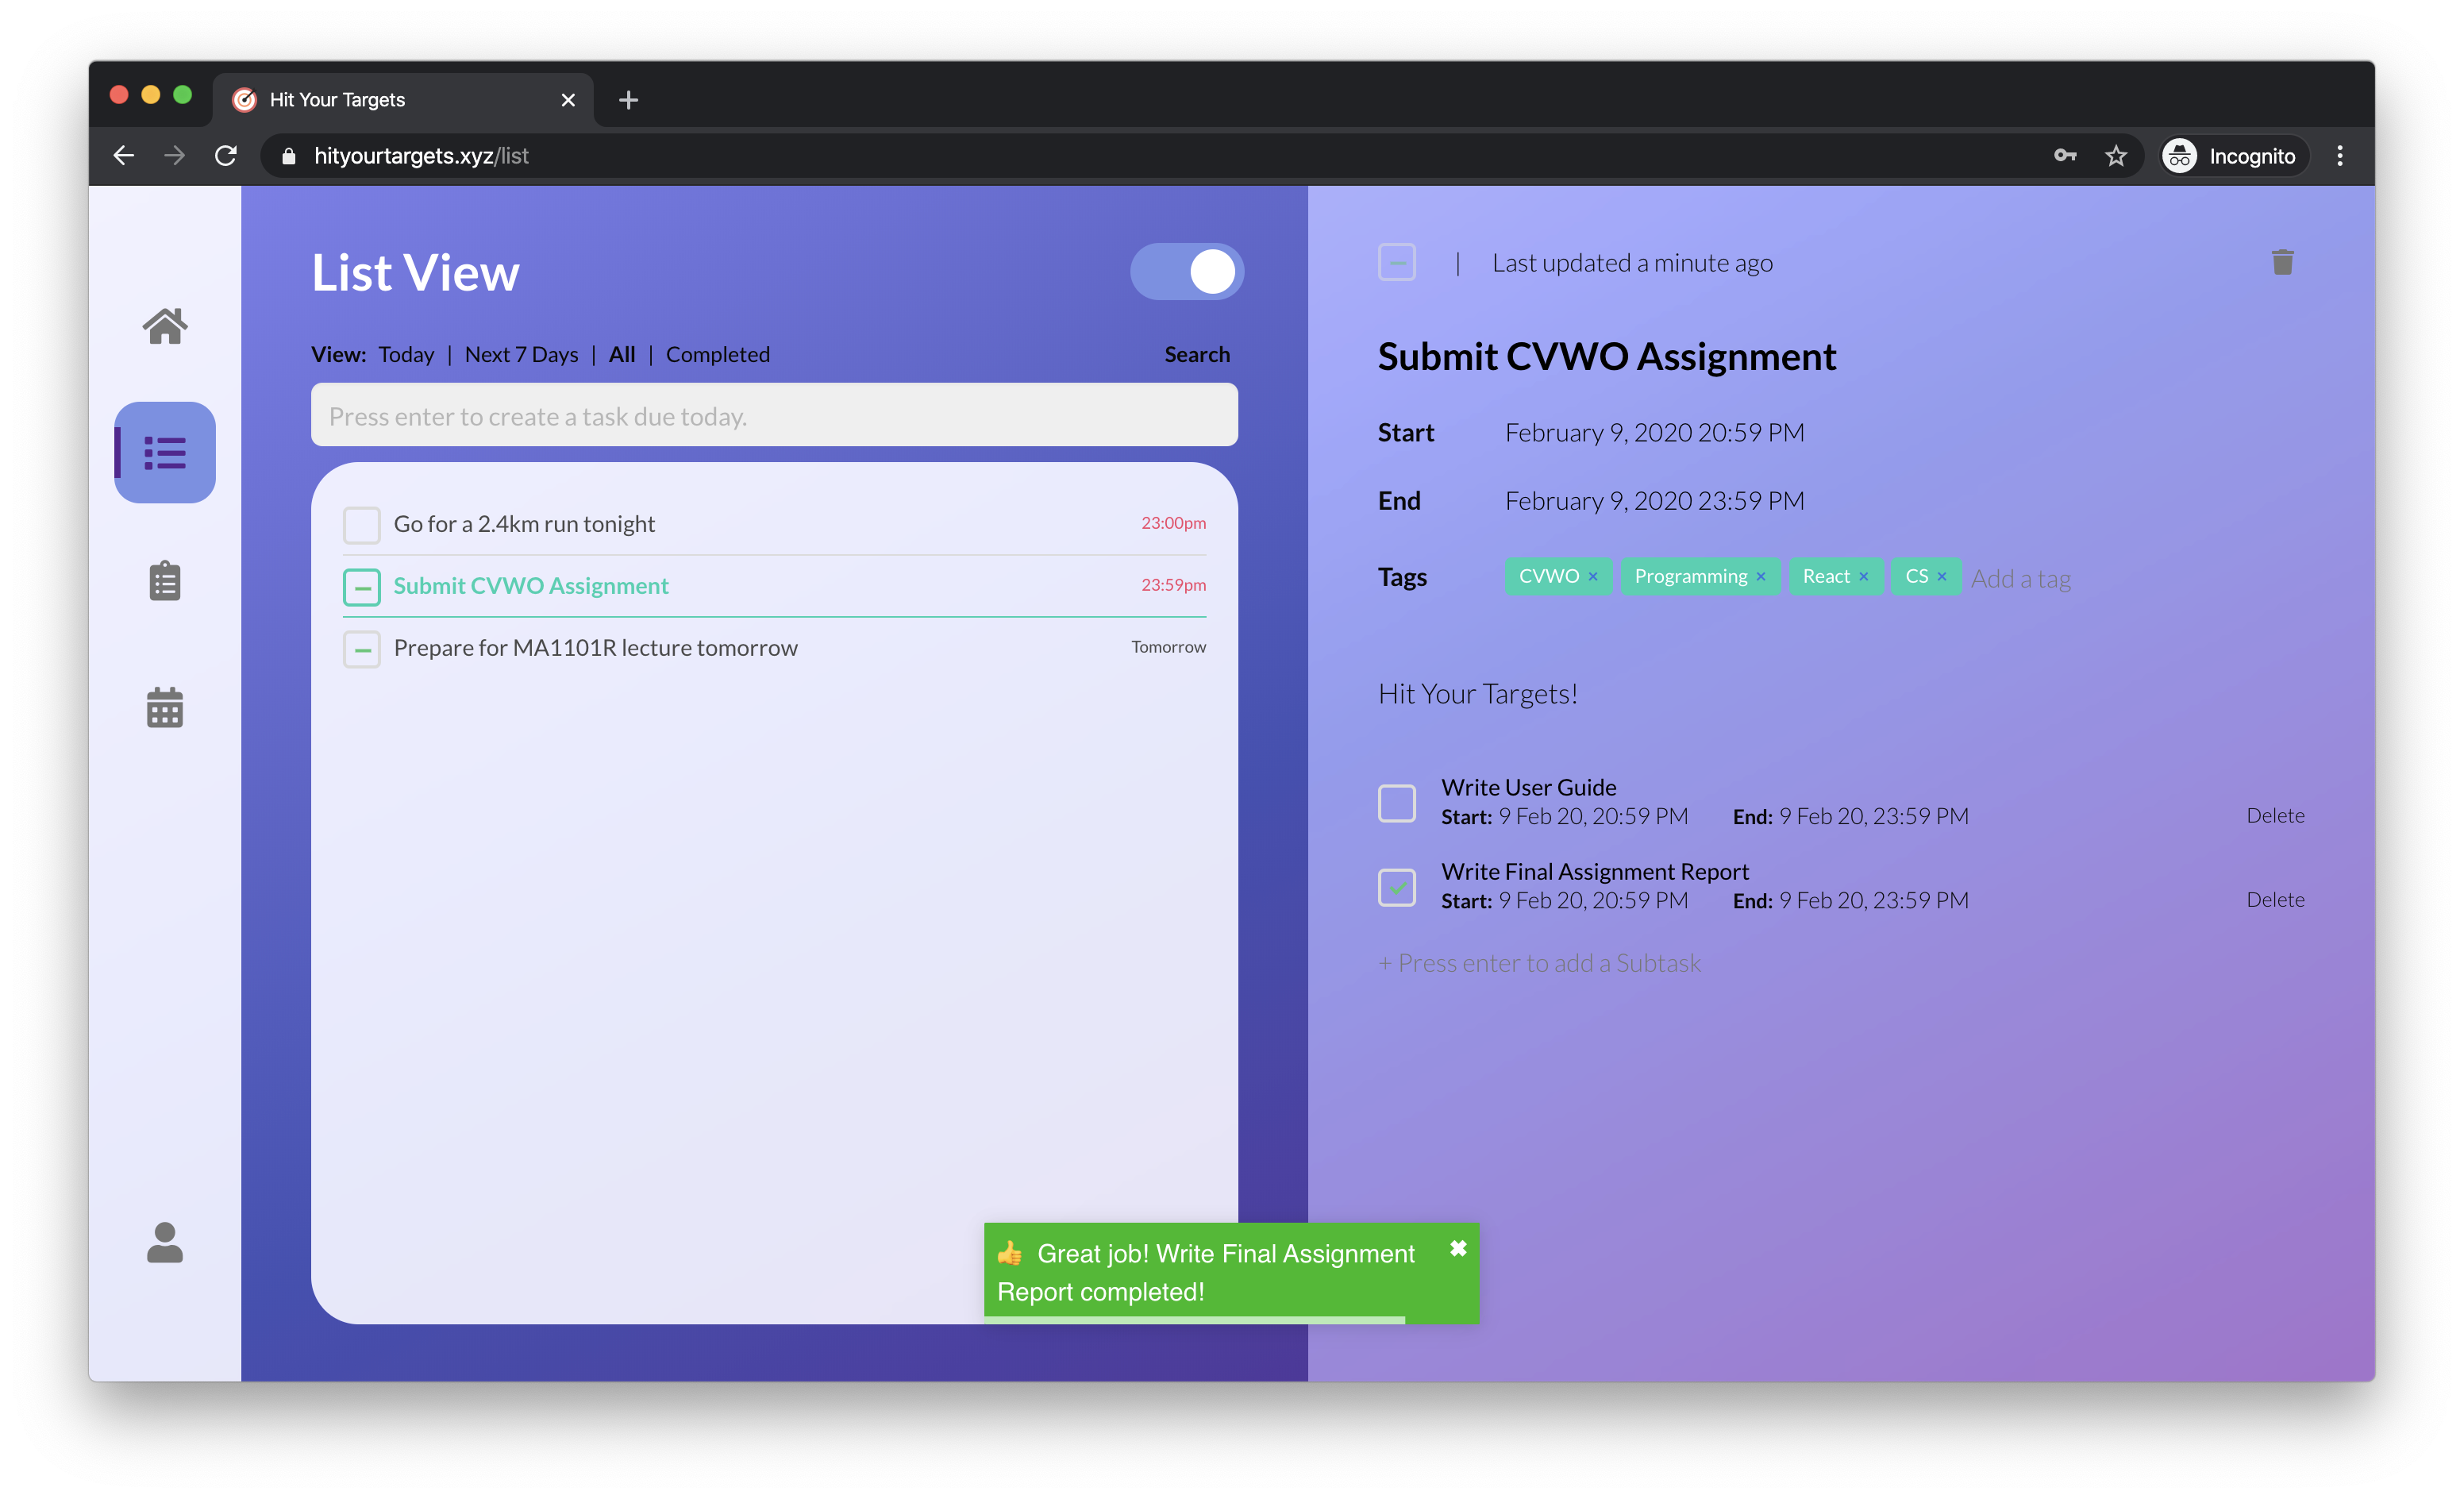 Hit Your Targets
hityourtargets.xyz/list
Incognito
List View
View: Today | Next 7 Days | All | Completed
Search
Press enter to create a task due today.
Go for a 2.4km run tonight
23:00pm
Submit CVWO Assignment
23:59pm
Prepare for MA1101R lecture tomorrow
Tomorrow
| Last updated a minute ago
Submit CVWO Assignment
Start February 9, 2020 20:59 PM
End February 9, 2020 23:59 PM
Tags CVWO × Programming × React × CS × Add a tag
Hit Your Targets!
Write User Guide
Start: 9 Feb 20, 20:59 PM End: 9 Feb 20, 23:59 PM Delete
Write Final Assignment Report
Start: 9 Feb 20, 20:59 PM End: 9 Feb 20, 23:59 PM Delete
+ Press enter to add a Subtask
👍 Great job! Write Final Assignment
Report completed!